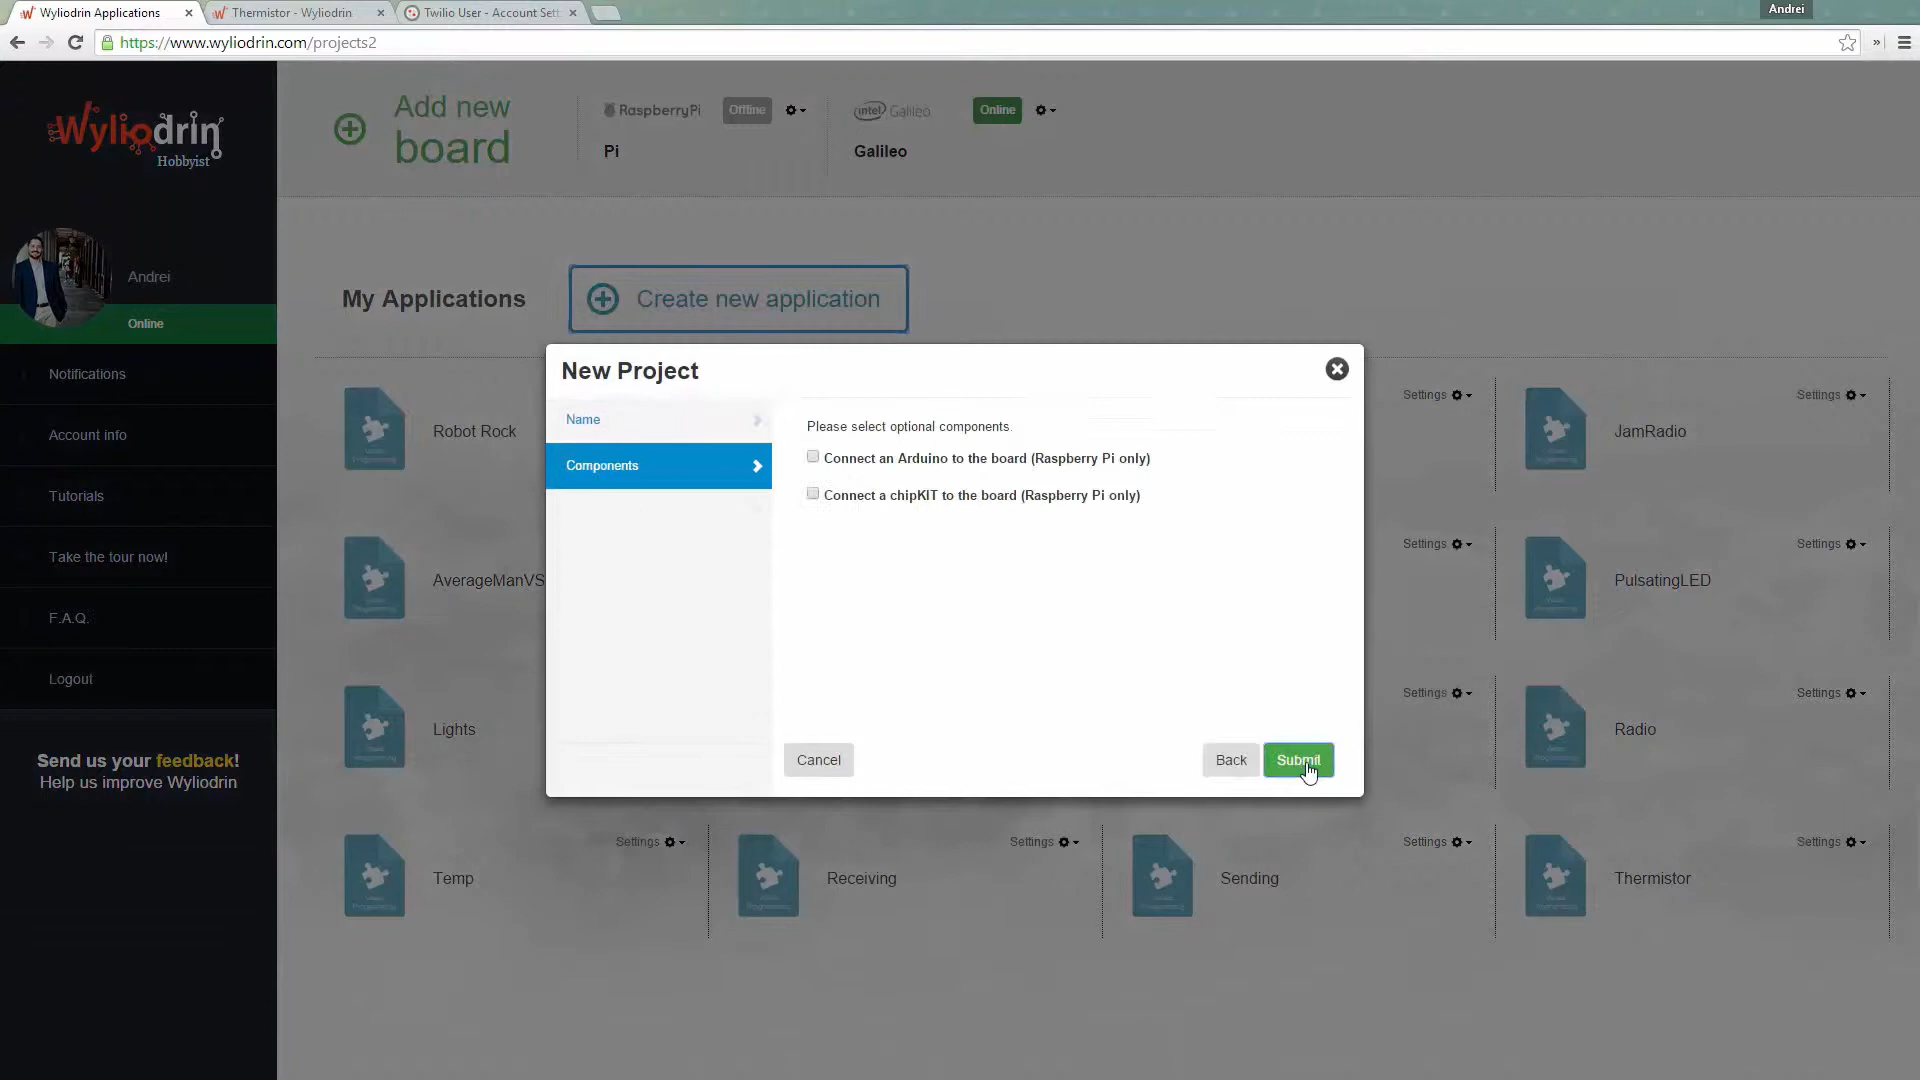 Wyliodrin Applications
Thermistor - Wyliodrin
Twilio User - Account Sett
Andrei
https://www.wyliodrin.com/projects2
Wyliodrin
Hobbyist
Andrei
Online
Notifications
Account info
Tutorials
Take the tour now!
F.A.Q.
Logout
Send us your feedback!
Help us improve Wyliodrin
Add new
board
RaspberryPi
Offline
Pi
intel Galileo
Online
Galileo
My Applications
Create new application
New Project
Name
Components
Please select optional components.
Connect an Arduino to the board (Raspberry Pi only)
Connect a chipKIT to the board (Raspberry Pi only)
Cancel
Back
Submit
Robot Rock
Settings
Settings
JamRadio
AverageManVS
Settings
Settings
PulsatingLED
Lights
Settings
Settings
Radio
Settings
Temp
Settings
Receiving
Settings
Sending
Settings
Thermistor